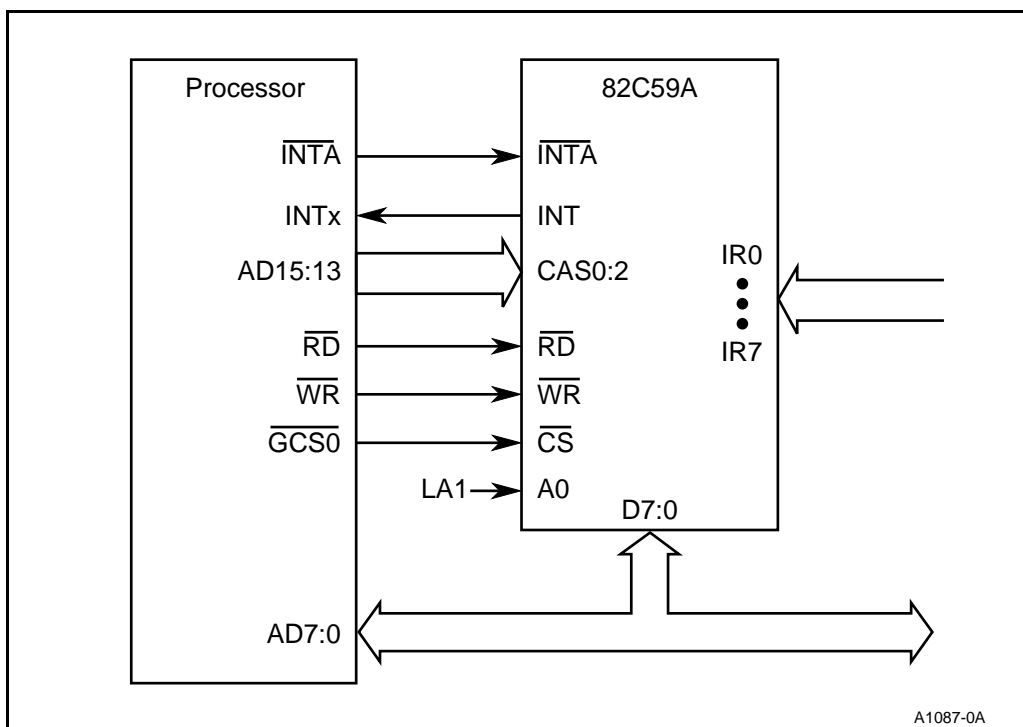 Processor 82C59A
INTA INTA
INTx INT
IR0
AD15:13 CAS0:2
RD RD
IR7
WR WR
GCS0 CS
LA1 A0
D7:0
AD7:0
A1087-0A